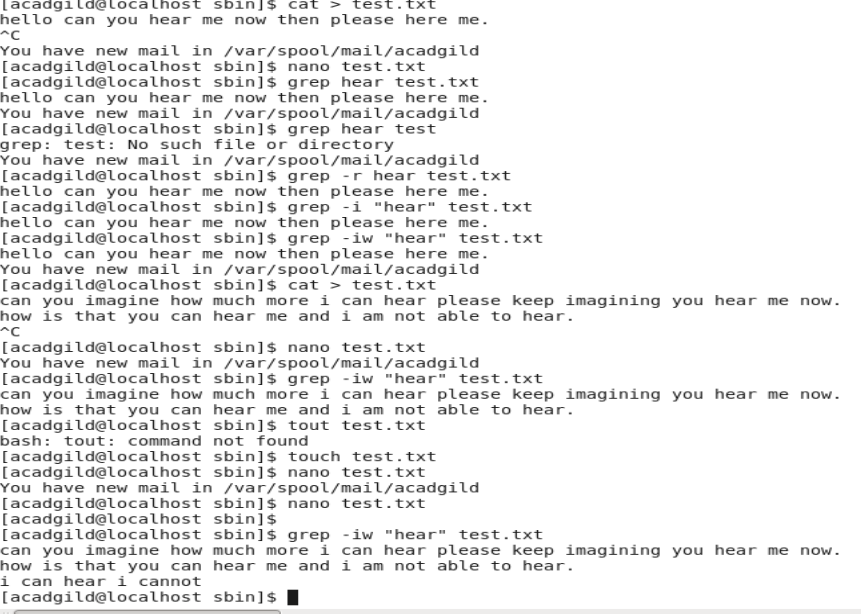 [acadgild@localhost sbin]$ cat > test.txt
hello can you hear me now then please here me.
^C
You have new mail in /var/spool/mail/acadgild
[acadgild@localhost sbin]$ nano test.txt
[acadgild@localhost sbin]$ grep hear test.txt
hello can you hear me now then please here me.
You have new mail in /var/spool/mail/acadgild
[acadgild@localhost sbin]$ grep hear test
grep: test: No such file or directory
You have new mail in /var/spool/mail/acadgild
[acadgild@localhost sbin]$ grep -r hear test.txt
hello can you hear me now then please here me.
[acadgild@localhost sbin]$ grep -i "hear" test.txt
hello can you hear me now then please here me.
[acadgild@localhost sbin]$ grep -iw "hear" test.txt
hello can you hear me now then please here me.
You have new mail in /var/spool/mail/acadgild
[acadgild@localhost sbin]$ cat > test.txt
can you imagine how much more i can hear please keep imagining you hear me now.
how is that you can hear me and i am not able to hear.
^C
[acadgild@localhost sbin]$ nano test.txt
You have new mail in /var/spool/mail/acadgild
[acadgild@localhost sbin]$ grep -iw "hear" test.txt
can you imagine how much more i can hear please keep imagining you hear me now.
how is that you can hear me and i am not able to hear.
[acadgild@localhost sbin]$ tout test.txt
bash: tout: command not found
[acadgild@localhost sbin]$ touch test.txt
[acadgild@localhost sbin]$ nano test.txt
You have new mail in /var/spool/mail/acadgild
[acadgild@localhost sbin]$ nano test.txt
[acadgild@localhost sbin]$
[acadgild@localhost sbin]$ grep -iw "hear" test.txt
can you imagine how much more i can hear please keep imagining you hear me now.
how is that you can hear me and i am not able to hear.
i can hear i cannot
[acadgild@localhost sbin]$